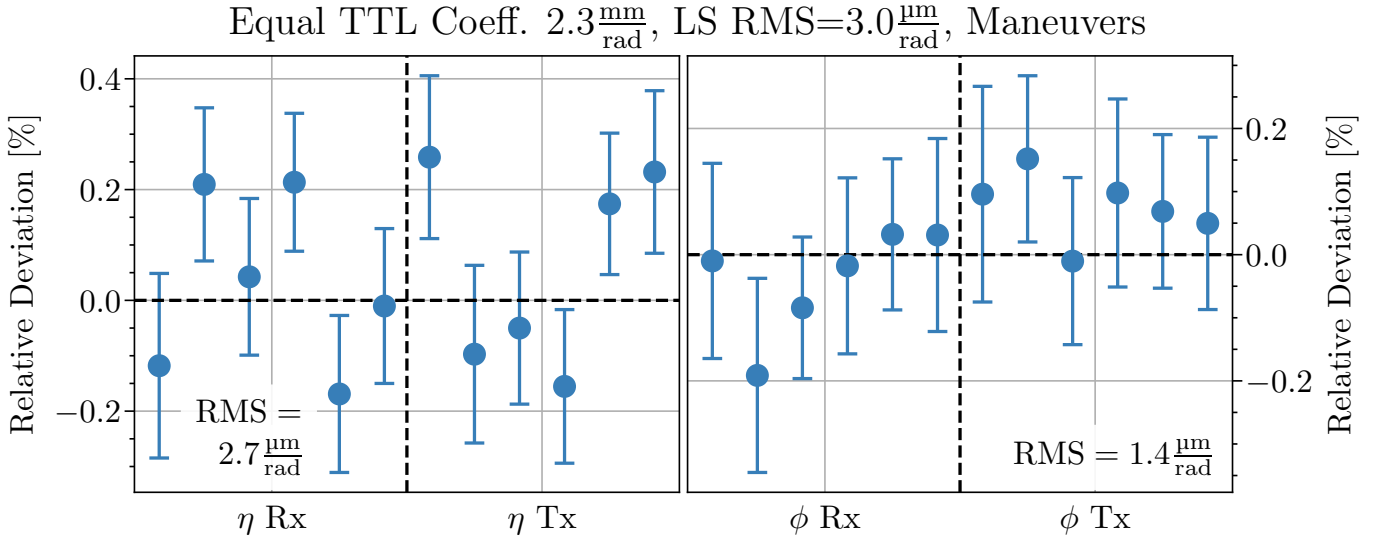 Equal TTL Coeff. 2.3 mm/rad, LS RMS=3.0 µm/rad, Maneuvers
Relative Deviation [%]
0.4
0.2
0.0
−0.2
RMS =
2.7 µm/rad
η Rx
η Tx
RMS = 1.4 µm/rad
ϕ Rx
ϕ Tx
0.2
0.0
−0.2
Relative Deviation [%]